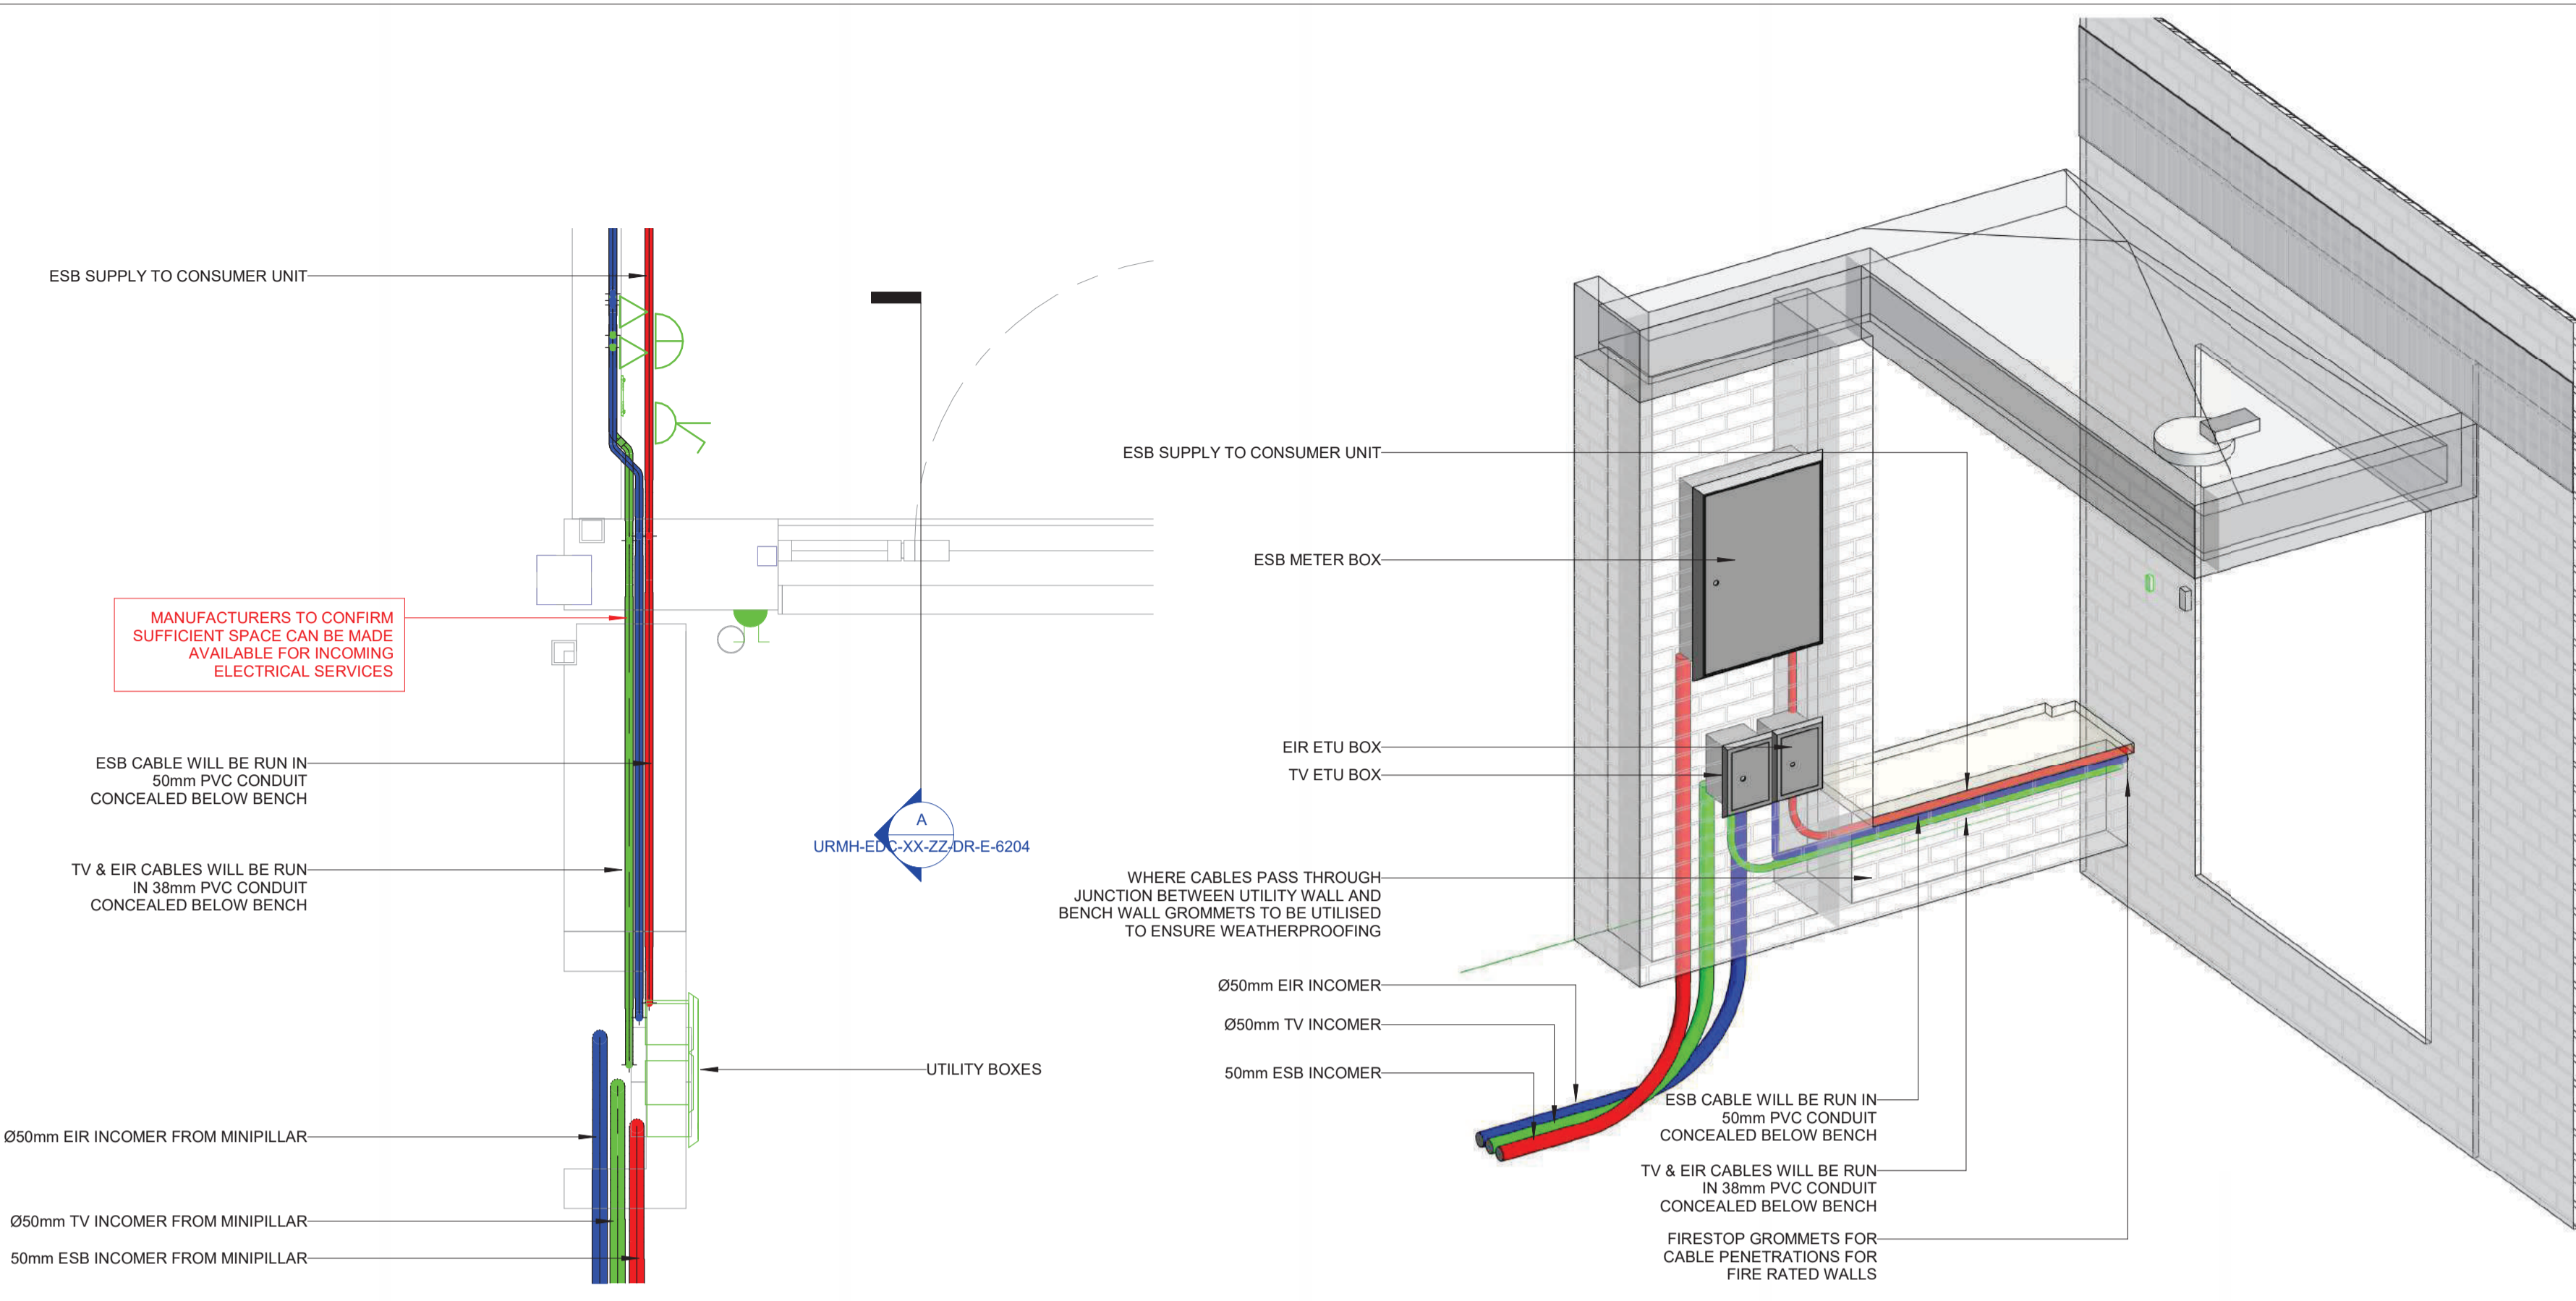 ESB SUPPLY TO CONSUMER UNIT
MANUFACTURERS TO CONFIRM
SUFFICIENT SPACE CAN BE MADE
AVAILABLE FOR INCOMING
ELECTRICAL SERVICES
ESB CABLE WILL BE RUN IN
50mm PVC CONDUIT
CONCEALED BELOW BENCH
TV & EIR CABLES WILL BE RUN
IN 38mm PVC CONDUIT
CONCEALED BELOW BENCH
Ø50mm EIR INCOMER FROM MINIPILLAR
Ø50mm TV INCOMER FROM MINIPILLAR
50mm ESB INCOMER FROM MINIPILLAR
A
URMH-EDC-XX-ZZ-DR-E-6204
UTILITY BOXES
ESB SUPPLY TO CONSUMER UNIT
ESB METER BOX
EIR ETU BOX
TV ETU BOX
WHERE CABLES PASS THROUGH
JUNCTION BETWEEN UTILITY WALL AND
BENCH WALL GROMMETS TO BE UTILISED
TO ENSURE WEATHERPROOFING
Ø50mm EIR INCOMER
Ø50mm TV INCOMER
50mm ESB INCOMER
ESB CABLE WILL BE RUN IN
50mm PVC CONDUIT
CONCEALED BELOW BENCH
TV & EIR CABLES WILL BE RUN
IN 38mm PVC CONDUIT
CONCEALED BELOW BENCH
FIRESTOP GROMMETS FOR
CABLE PENETRATIONS FOR
FIRE RATED WALLS